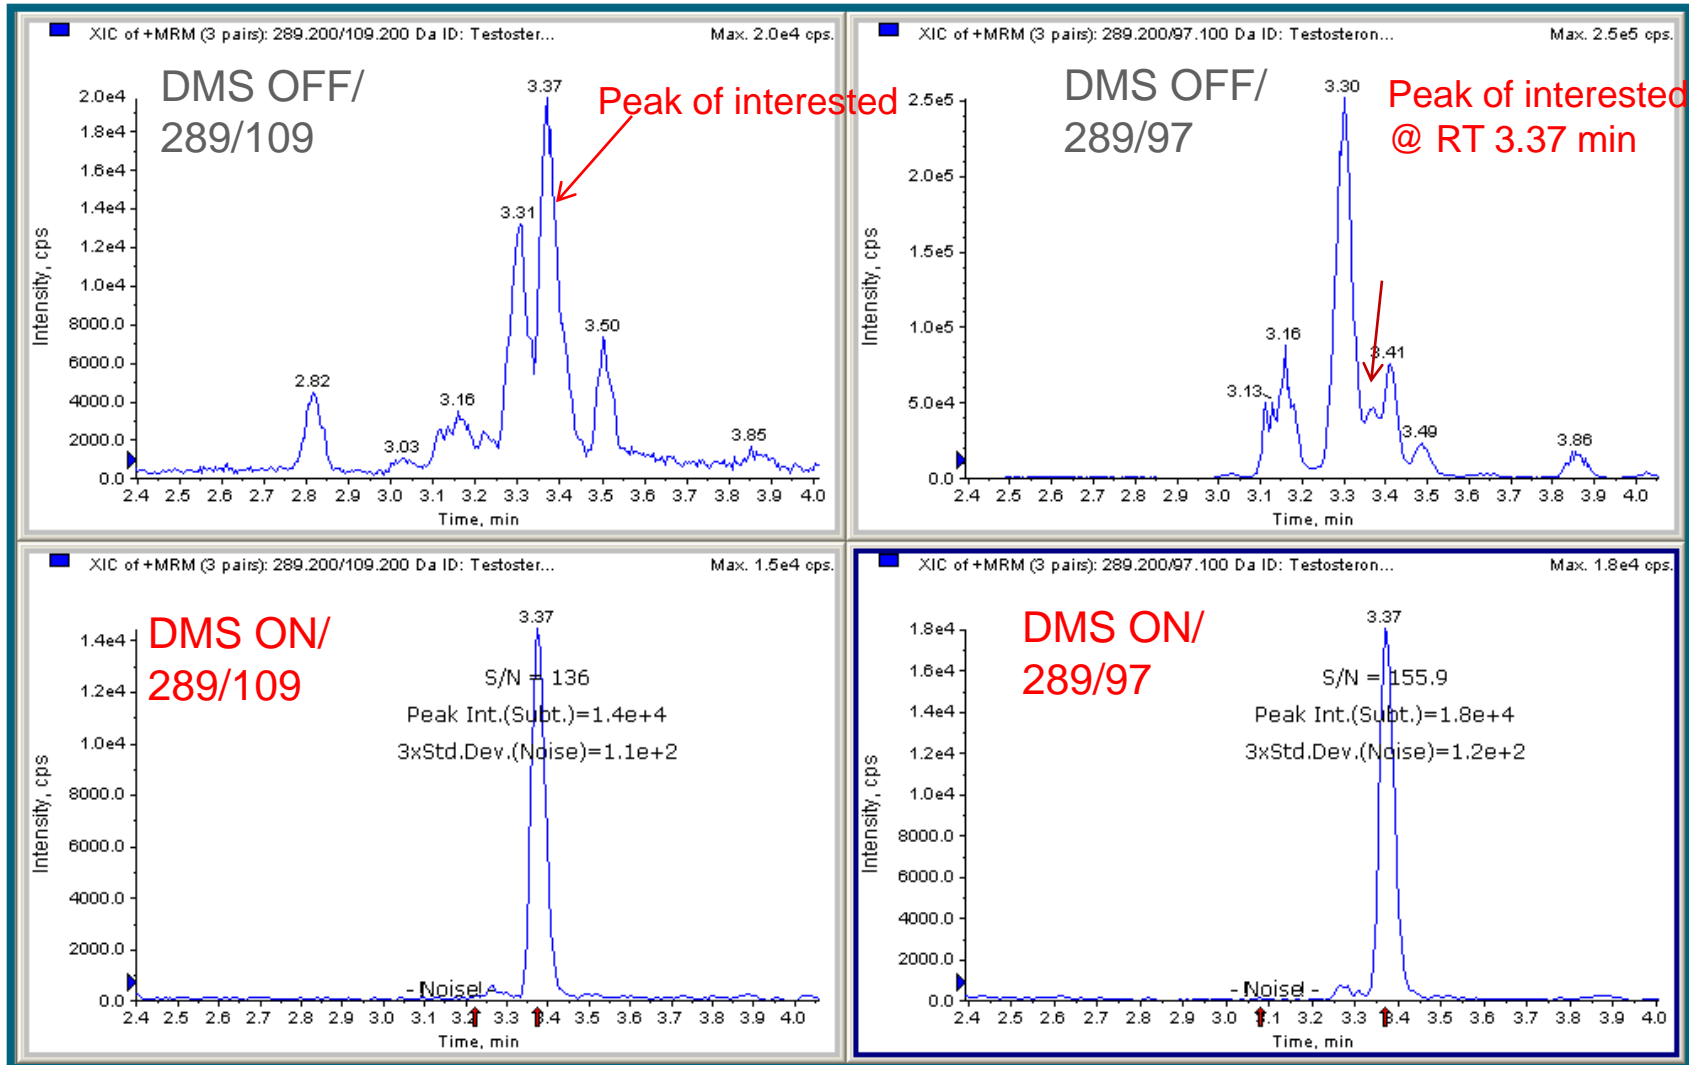 XIC of +MRM (3 pairs): 289.200/109.200 Da ID: Testoster...
Max. 2.0e4 cps.
DMS OFF/
289/109
Peak of interested
3.37
3.31
3.50
2.82
3.16
3.03
3.85
2.0e4
1.8e4
1.6e4
1.4e4
1.2e4
1.0e4
8000.0
6000.0
4000.0
2000.0
0.0
Intensity, cps
2.4 2.5 2.6 2.7 2.8 2.9 3.0 3.1 3.2 3.3 3.4 3.5 3.6 3.7 3.8 3.9 4.0
Time, min
XIC of +MRM (3 pairs): 289.200/97.100 Da ID: Testosteron...
Max. 2.5e5 cps.
DMS OFF/
289/97
Peak of interested
@ RT 3.37 min
3.30
3.16
3.41
3.13
3.49
3.86
2.5e5
2.0e5
1.5e5
1.0e5
5.0e4
0.0
Intensity, cps
2.4 2.5 2.6 2.7 2.8 2.9 3.0 3.1 3.2 3.3 3.4 3.5 3.6 3.7 3.8 3.9 4.0
Time, min
XIC of +MRM (3 pairs): 289.200/109.200 Da ID: Testoster...
Max. 1.5e4 cps.
DMS ON/
289/109
3.37
S/N = 136
Peak Int.(Subt.)=1.4e+4
3xStd.Dev.(Noise)=1.1e+2
1.4e4
1.2e4
1.0e4
8000.0
6000.0
4000.0
2000.0
0.0
Intensity, cps
- Noise -
2.4 2.5 2.6 2.7 2.8 2.9 3.0 3.1 3.2 3.3 3.4 3.5 3.6 3.7 3.8 3.9 4.0
Time, min
XIC of +MRM (3 pairs): 289.200/97.100 Da ID: Testosteron...
Max. 1.8e4 cps.
DMS ON/
289/97
3.37
S/N = 155.9
Peak Int.(Subt.)=1.8e+4
3xStd.Dev.(Noise)=1.2e+2
1.8e4
1.6e4
1.4e4
1.2e4
1.0e4
8000.0
6000.0
4000.0
2000.0
0.0
Intensity, cps
- Noise -
2.4 2.5 2.6 2.7 2.8 2.9 3.0 3.1 3.2 3.3 3.4 3.5 3.6 3.7 3.8 3.9 4.0
Time, min